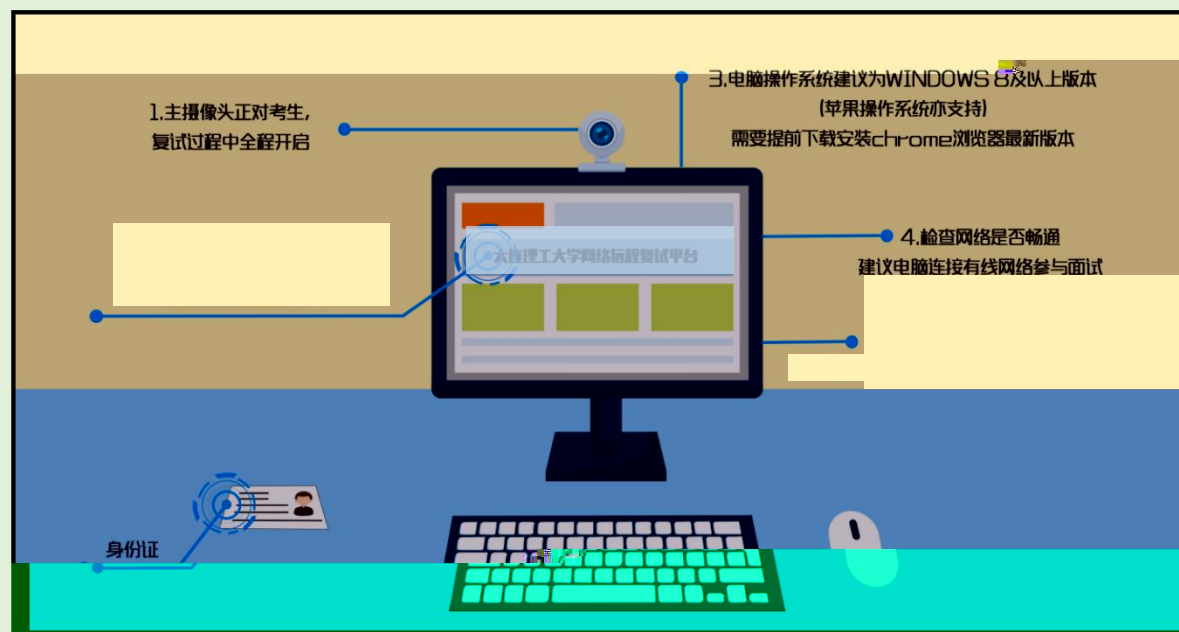 1.主摄像头正对考生,
复试过程中全程开启
3.电脑操作系统建议为WINDOWS 8及以上版本
(苹果操作系统亦支持)
需要提前下载安装chrome浏览器最新版本
大连理工大学网络远程复试平台
4.检查网络是否畅通
建议电脑连接有线网络参与面试
身份证